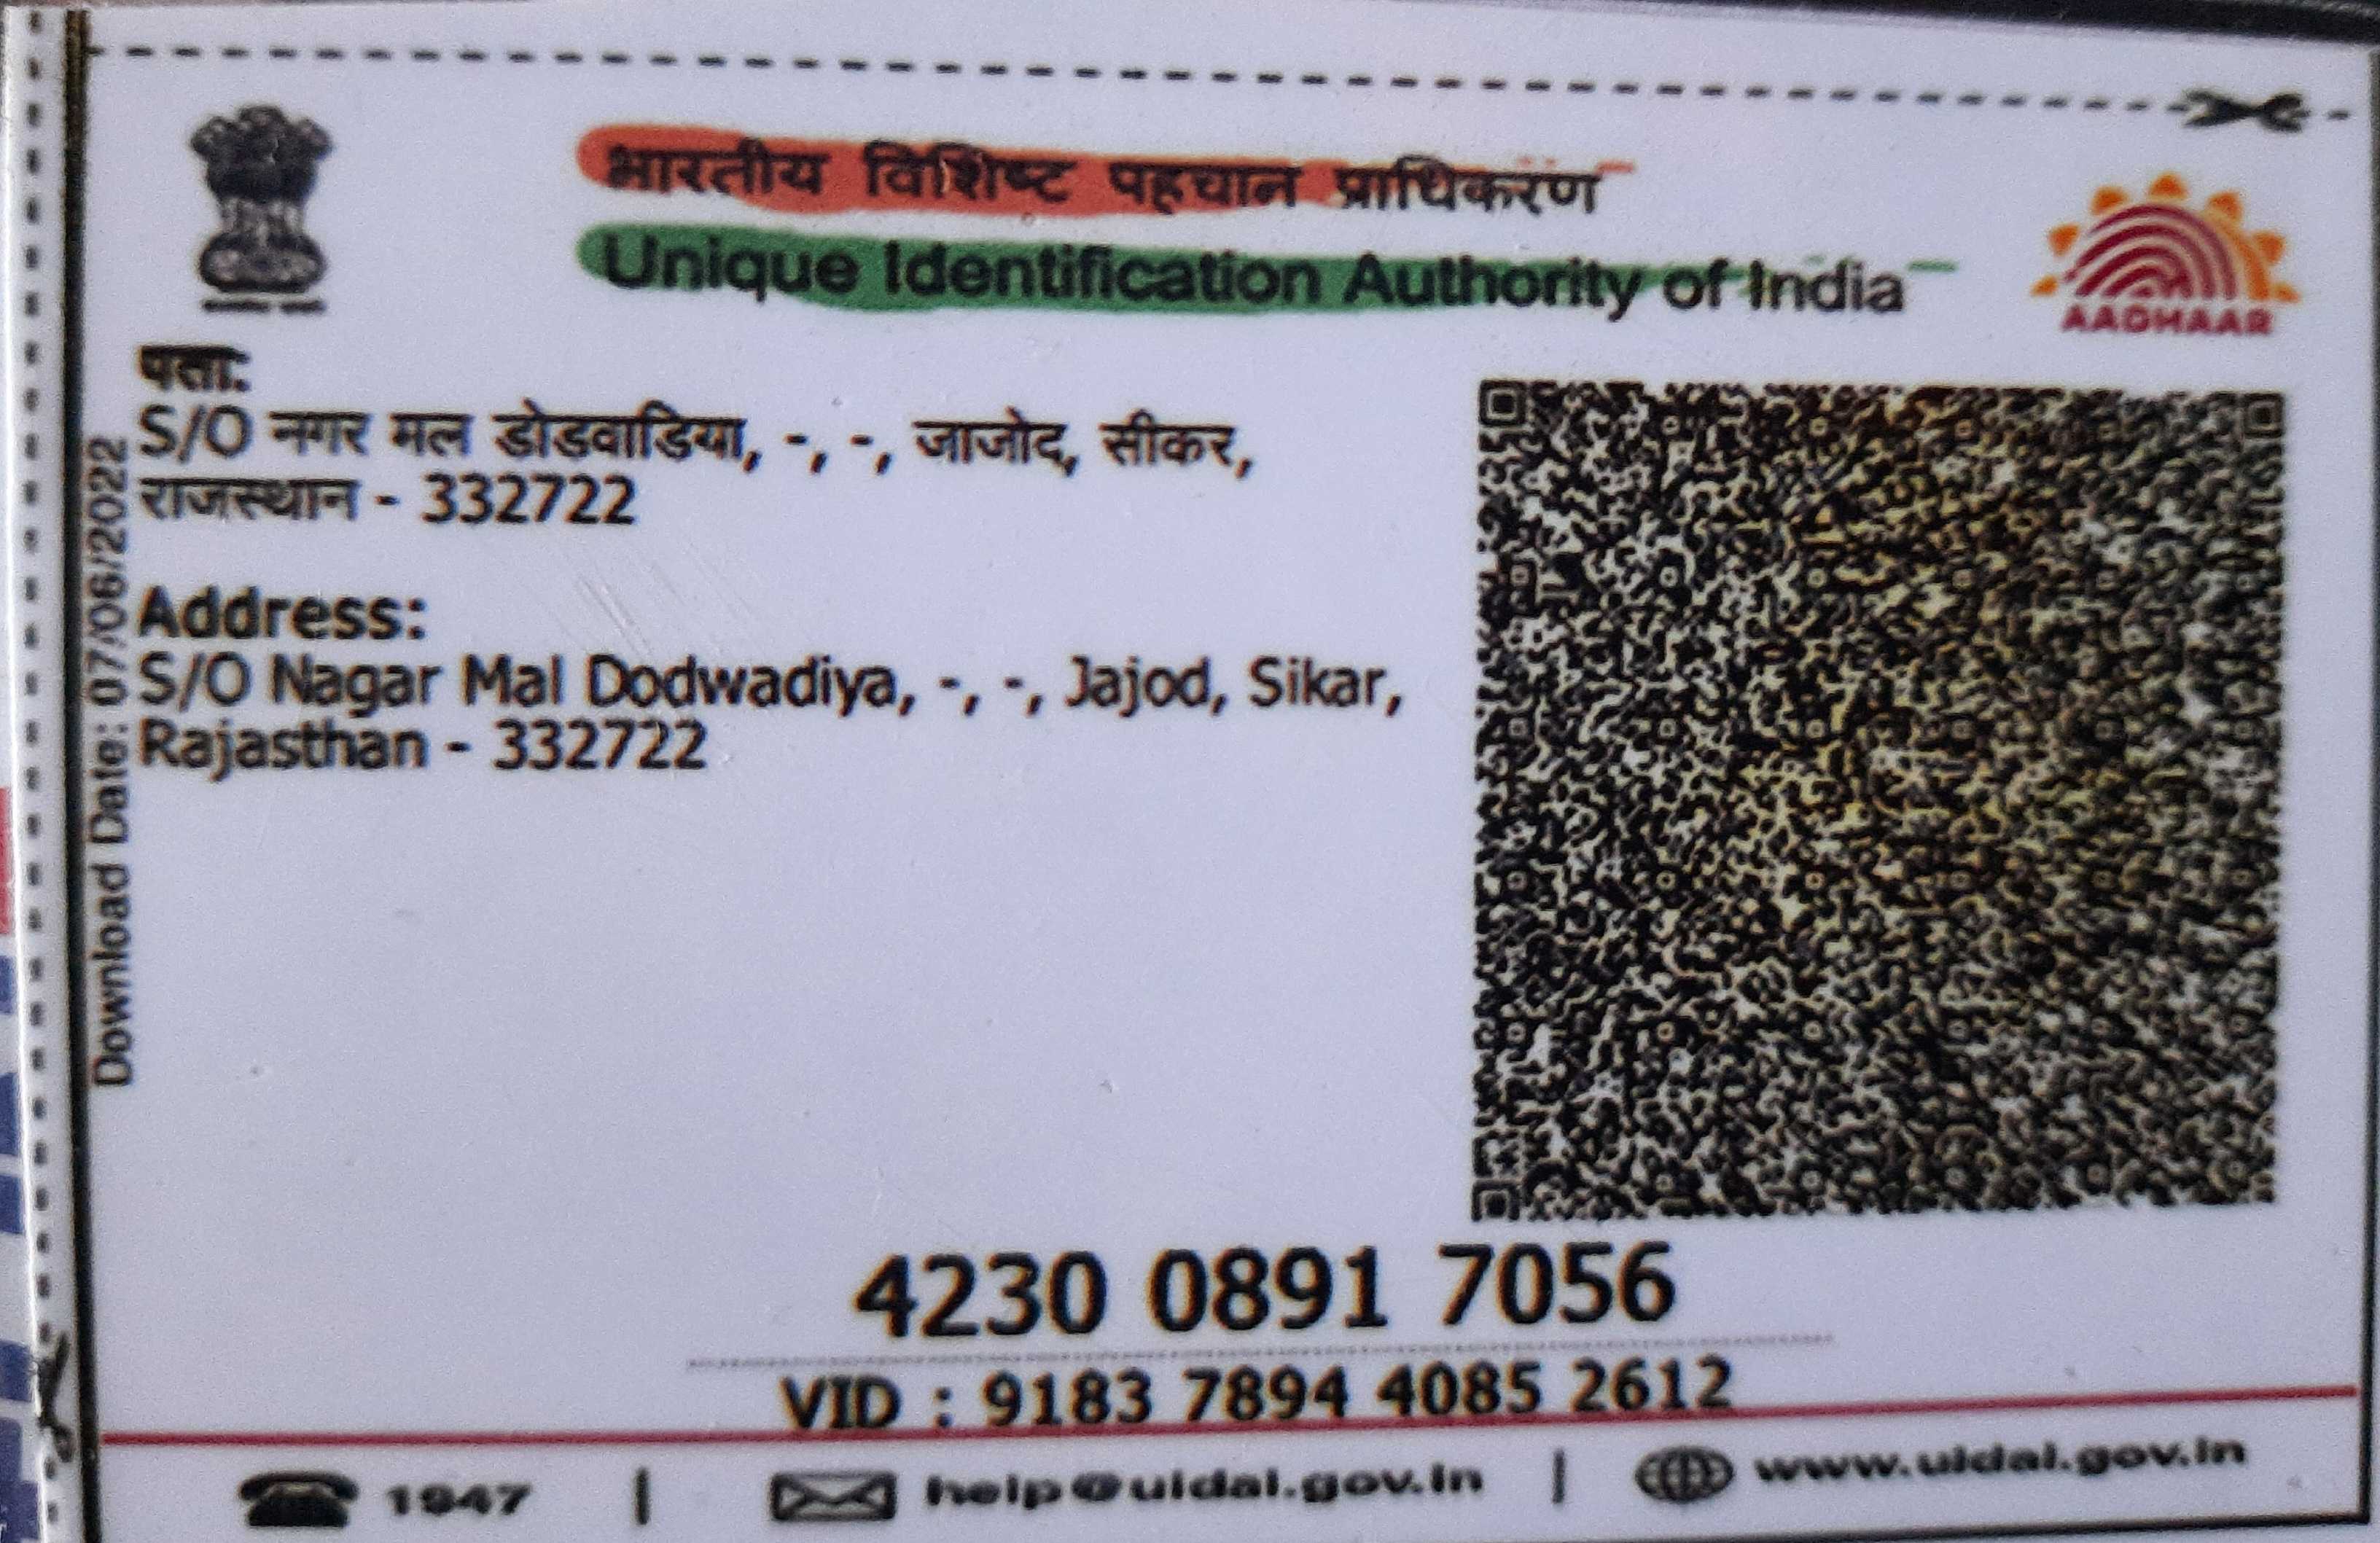 भारतीय विशिष्ट पहचान प्राधिकरण
Unique Identification Authority of India
AADHAAR
पता:
S/O नगर मल डोडवाडिया, -, -, जाजोद, सीकर,
राजस्थान - 332722
Address:
S/O Nagar Mal Dodwadiya, -, -, Jajod, Sikar,
Rajasthan - 332722
Download Date: 07/06/2022
4230 0891 7056
VID : 9183 7894 4085 2612
1947 | help@uidai.gov.in | www.uidai.gov.in